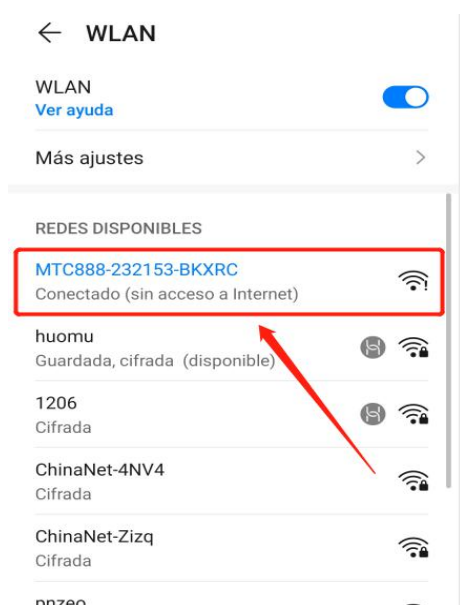 WLAN
WLAN
Ver ayuda
Más ajustes
REDES DISPONIBLES
MTC888-232153-BKXRC
Conectado (sin acceso a Internet)
huomu
Guardada, cifrada (disponible)
1206
Cifrada
ChinaNet-4NV4
Cifrada
ChinaNet-Zizq
Cifrada